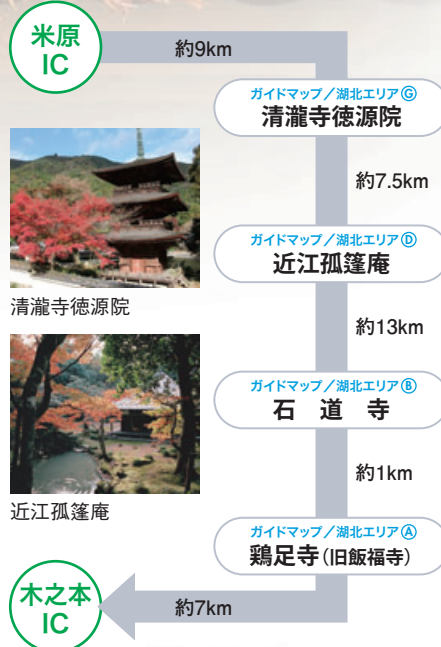 米原
IC
約9km
ガイドマップ/湖北エリアⒼ
清瀧寺徳源院
約7.5km
清瀧寺徳源院
ガイドマップ/湖北エリアⒹ
近江孤篷庵
約13km
ガイドマップ/湖北エリアⒷ
石 道 寺
近江孤篷庵
約1km
ガイドマップ/湖北エリアⒶ
鶏足寺(旧飯福寺)
木之本
IC
約7km